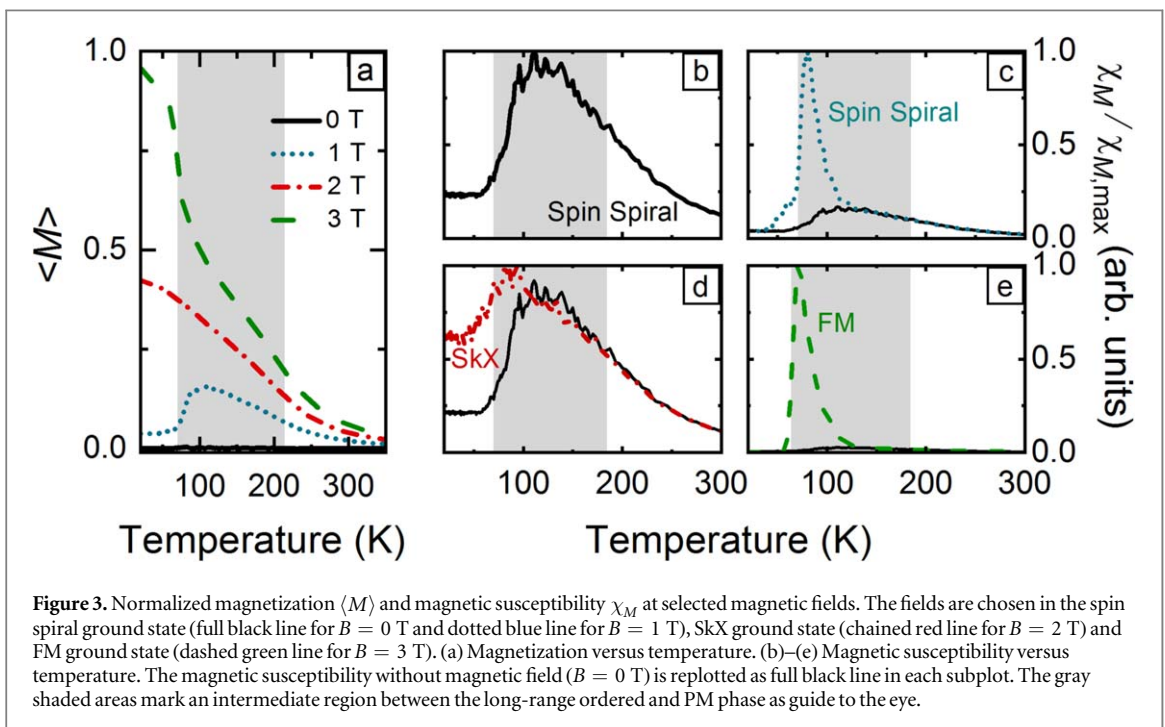 1.0
0.5
0.0
<M>
a
0 T
1 T
2 T
3 T
100
200
300
Temperature (K)
b
Spin Spiral
c
Spin Spiral
1.0
0.5
0.0
d
SkX
100
200
300
e
FM
1.0
0.5
0.0
100
200
300
Temperature (K)
χM / χM,max (arb. units)
Figure 3. Normalized magnetization ⟨M⟩ and magnetic susceptibility χM at selected magnetic fields. The fields are chosen in the spin
spiral ground state (full black line for B = 0 T and dotted blue line for B = 1 T), SkX ground state (chained red line for B = 2 T) and
FM ground state (dashed green line for B = 3 T). (a) Magnetization versus temperature. (b)–(e) Magnetic susceptibility versus
temperature. The magnetic susceptibility without magnetic field (B = 0 T) is replotted as full black line in each subplot. The gray
shaded areas mark an intermediate region between the long-range ordered and PM phase as guide to the eye.